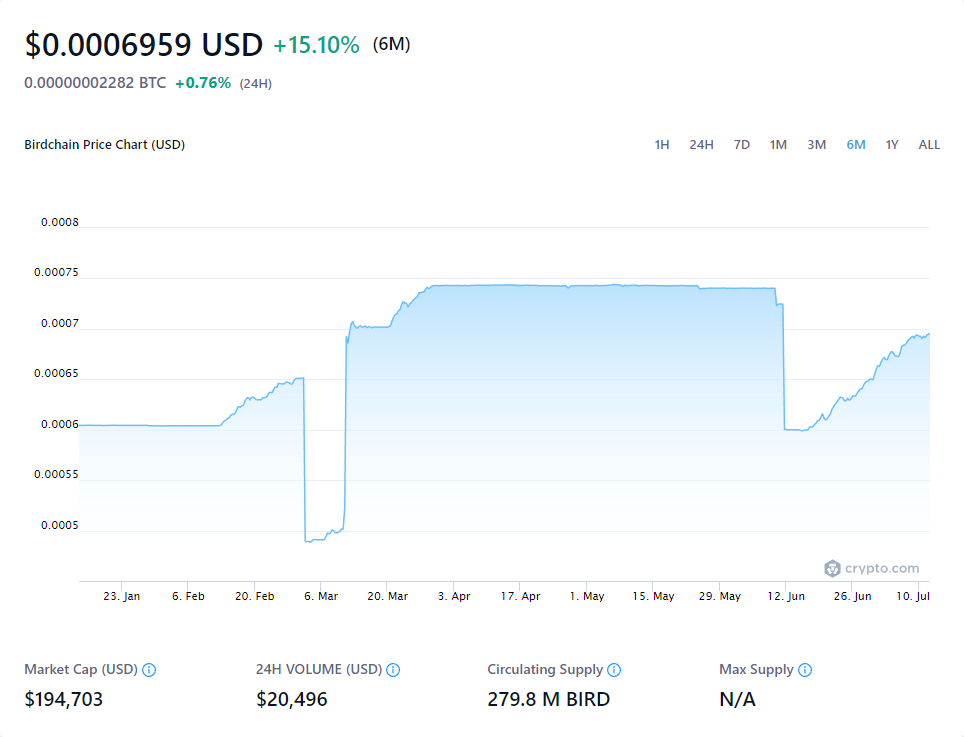 $0.0006959 USD +15.10% (6M)
0.00000002282 BTC +0.76% (24H)
Birdchain Price Chart (USD) 1H 24H 7D 1M 3M 6M 1Y ALL
0.0008
0.00075
0.0007
0.00065
0.0006
0.00055
0.0005
crypto.com
23. Jan 6. Feb 20. Feb 6. Mar 20. Mar 3. Apr 17. Apr 1. May 15. May 29. May 12. Jun 26. Jun 10. Jul
Market Cap (USD) 24H VOLUME (USD) Circulating Supply Max Supply
$194,703 $20,496 279.8 M BIRD N/A